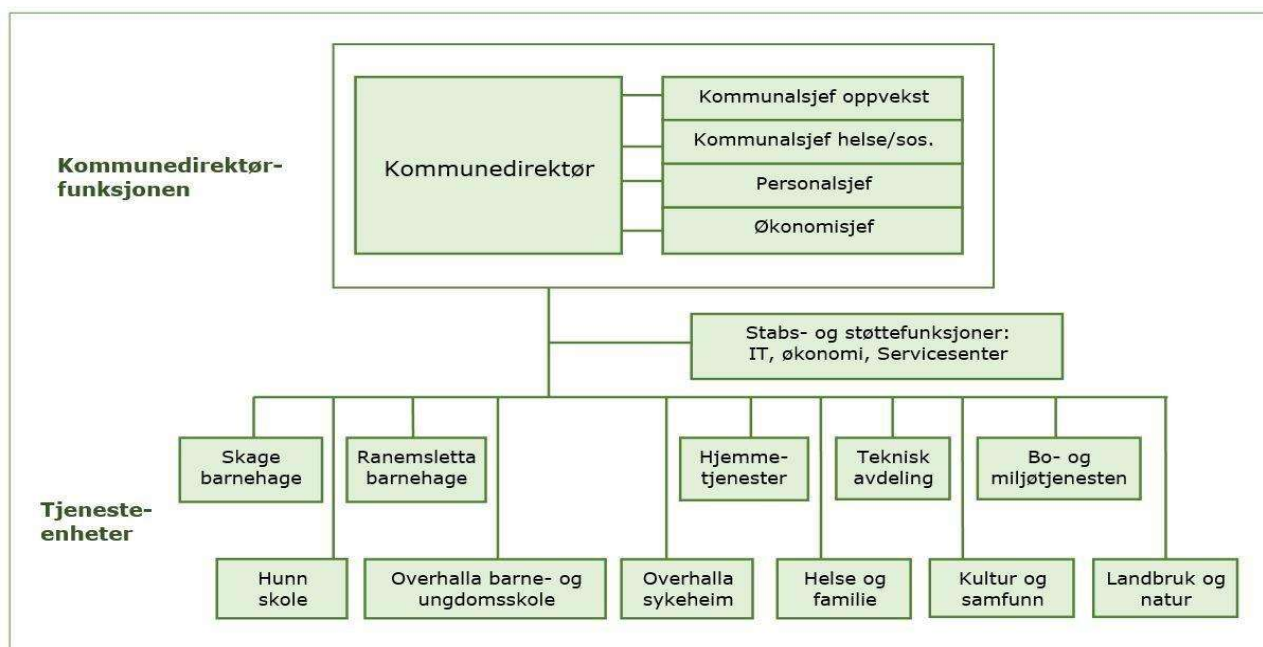 Kommunedirektør-
funksjonen
Kommunedirektør
Kommunalsjef oppvekst
Kommunalsjef helse/sos.
Personalsjef
Økonomisjef
Stabs- og støttefunksjoner:
IT, økonomi, Servicesenter
Tjeneste-
enheter
Skage
barnehage
Ranemsletta
barnehage
Hjemme-
tjenester
Teknisk
avdeling
Bo- og
miljøtjenesten
Hunn
skole
Overhalla barne- og
ungdomsskole
Overhalla
sykeheim
Helse og
familie
Kultur og
samfunn
Landbruk og
natur